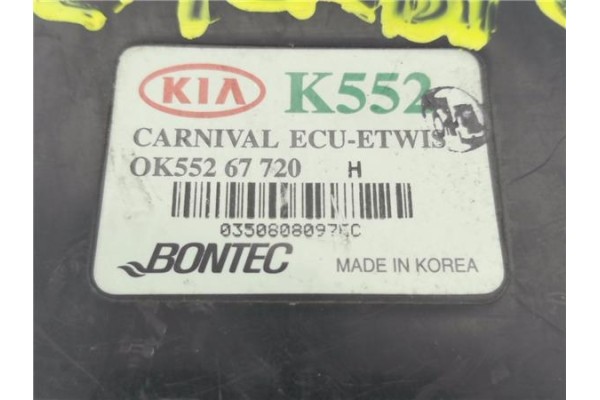 KIA K552
CARNIVAL ECU-ETWIS
OK552 67 720 H
BONTEC MADE IN KOREA